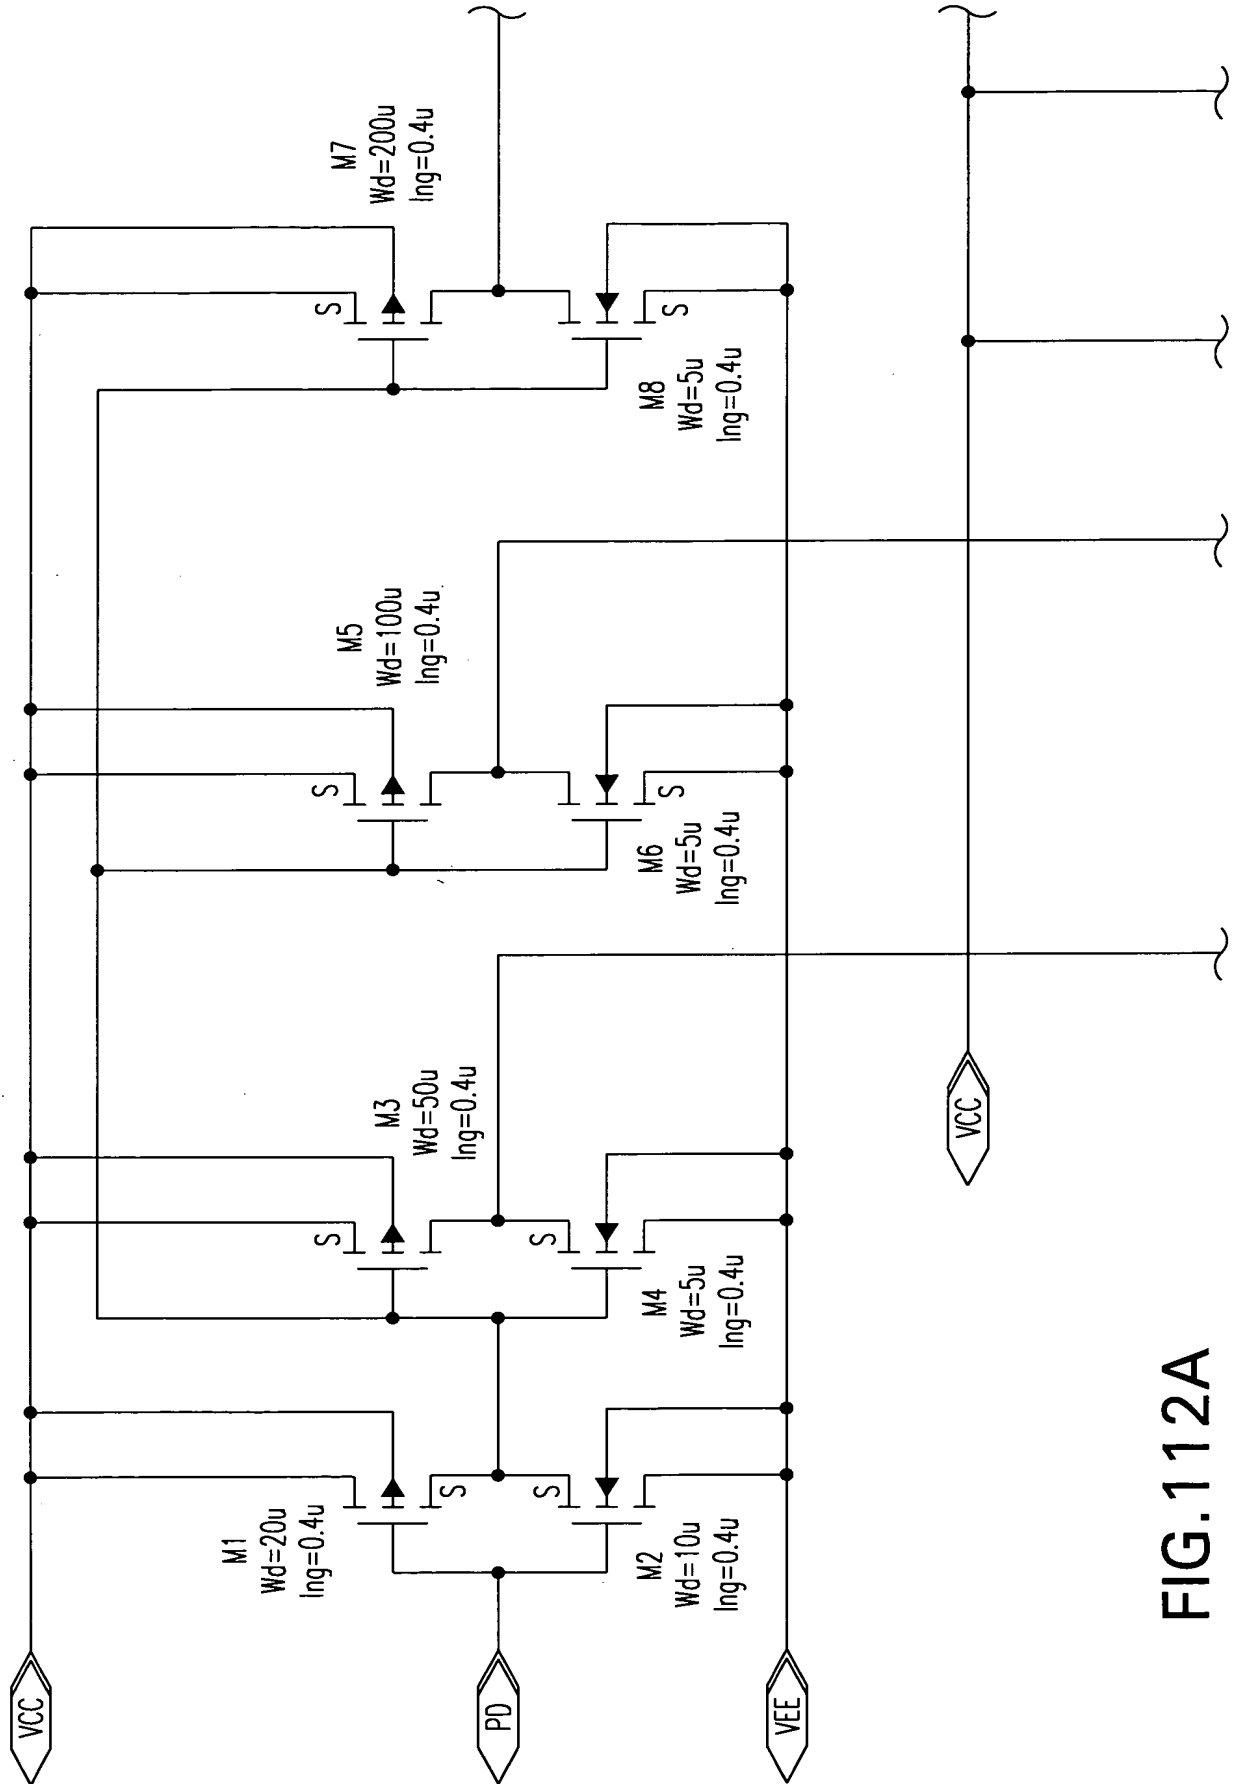 VCC
M1
Wd=20u
lng=0.4u
S
S
M2
Wd=10u
lng=0.4u
PD
VEE
M3
Wd=50u
lng=0.4u
S
S
M4
Wd=5u
lng=0.4u
M5
Wd=100u
lng=0.4u
S
S
M6
Wd=5u
lng=0.4u
M7
Wd=200u
lng=0.4u
S
S
M8
Wd=5u
lng=0.4u
VCC
FIG.112A